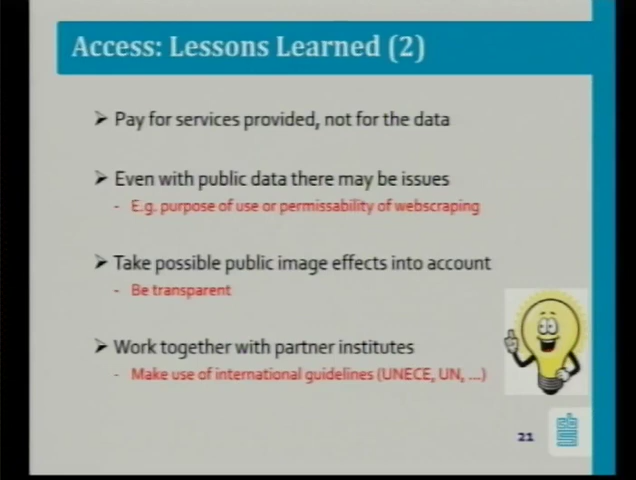 Access: Lessons Learned (2)
➤ Pay for services provided, not for the data
➤ Even with public data there may be issues
- E.g. purpose of use or permissability of webscraping
➤ Take possible public image effects into account
- Be transparent
➤ Work together with partner institutes
- Make use of international guidelines (UNECE, UN, ...)
21